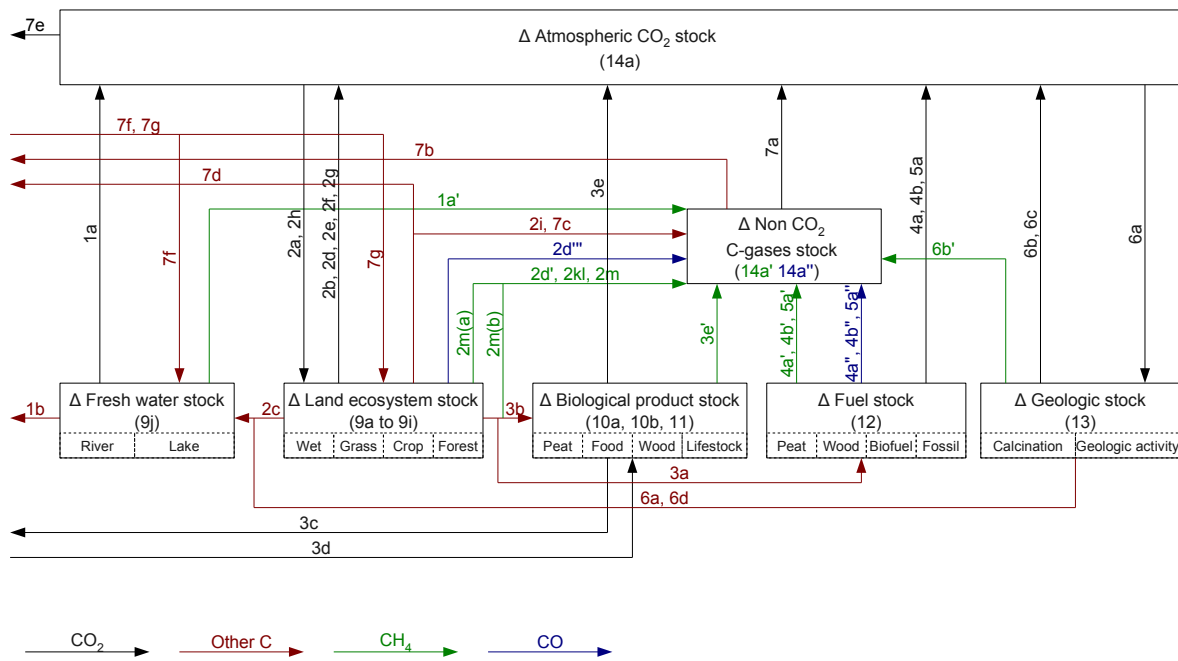 7e
Δ Atmospheric CO2 stock
(14a)
7f, 7g
7b
7d
1a
7f
2a, 2h
2b, 2d, 2e, 2f, 2g
7g
1a'
2i, 7c
2d'''
2d', 2kl, 2m
2m(a)
2m(b)
3e
7a
4a, 4b, 5a
6b, 6c
6a
Δ Non CO2
C-gases stock
(14a' 14a'')
6b'
3e'
4a', 4b', 5a'
4a'', 4b'', 5a''
1b
Δ Fresh water stock
(9j)
River Lake
2c
Δ Land ecosystem stock
(9a to 9i)
Wet Grass Crop Forest
3b
Δ Biological product stock
(10a, 10b, 11)
Peat Food Wood Lifestock
Δ Fuel stock
(12)
Peat Wood Biofuel Fossil
Δ Geologic stock
(13)
Calcination Geologic activity
3a
6a, 6d
3c
3d
CO2
Other C
CH4
CO